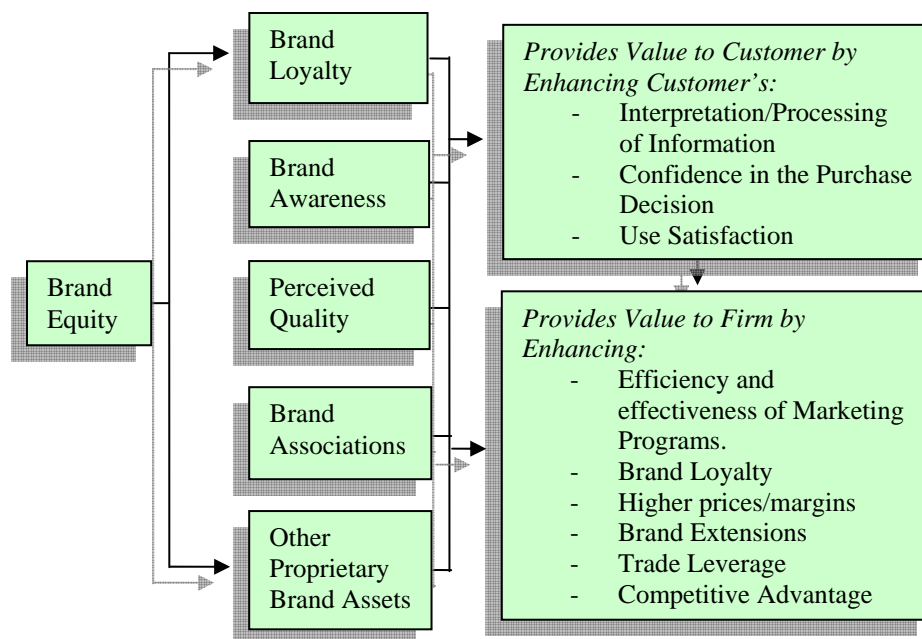 Brand
Equity
Brand
Loyalty
Brand
Awareness
Perceived
Quality
Brand
Associations
Other
Proprietary
Brand Assets
Provides Value to Customer by
Enhancing Customer's:
- Interpretation/Processing
of Information
- Confidence in the Purchase
Decision
- Use Satisfaction
Provides Value to Firm by
Enhancing:
- Efficiency and
effectiveness of Marketing
Programs.
- Brand Loyalty
- Higher prices/margins
- Brand Extensions
- Trade Leverage
- Competitive Advantage